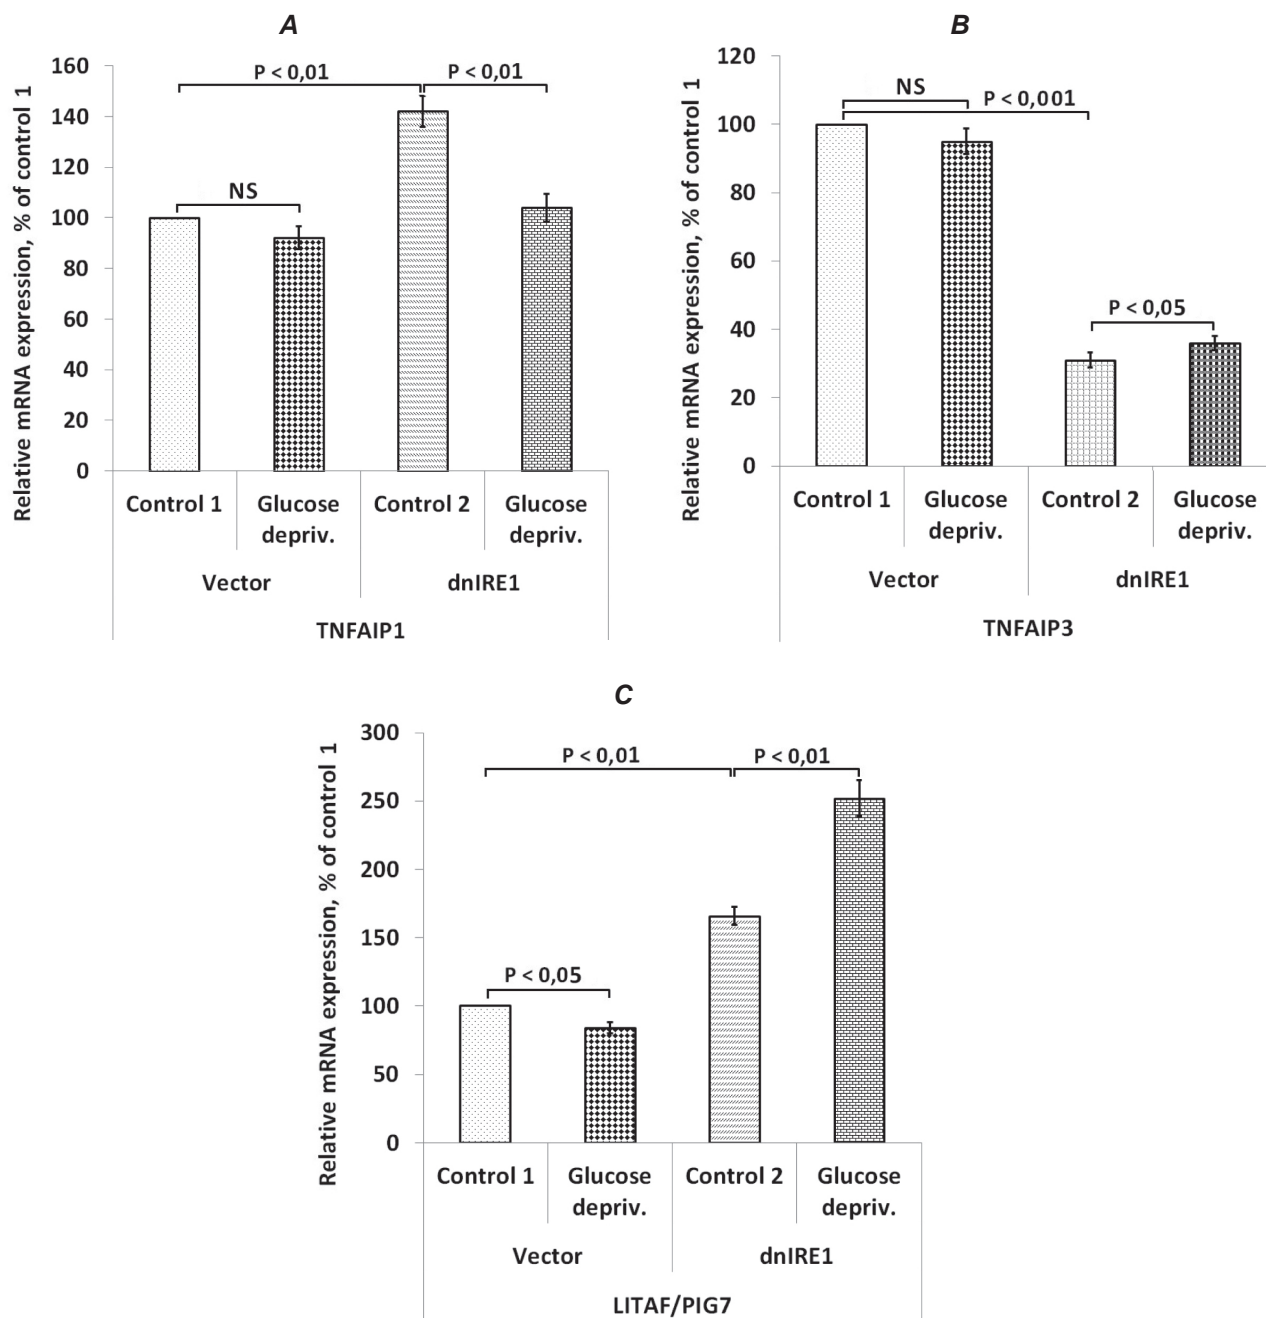 A
Relative mRNA expression, % of control 1
160
140
120
100
80
60
40
20
0
P < 0,01
P < 0,01
NS
Control 1
Glucose
depriv.
Control 2
Glucose
depriv.
Vector
dnIRE1
TNFAIP1
B
Relative mRNA expression, % of control 1
120
100
80
60
40
20
0
NS
P < 0,001
P < 0,05
Control 1
Glucose
depriv.
Control 2
Glucose
depriv.
Vector
dnIRE1
TNFAIP3
C
Relative mRNA expression, % of control 1
300
250
200
150
100
50
0
P < 0,01
P < 0,01
P < 0,05
Control 1
Glucose
depriv.
Control 2
Glucose
depriv.
Vector
dnIRE1
LITAF/PIG7